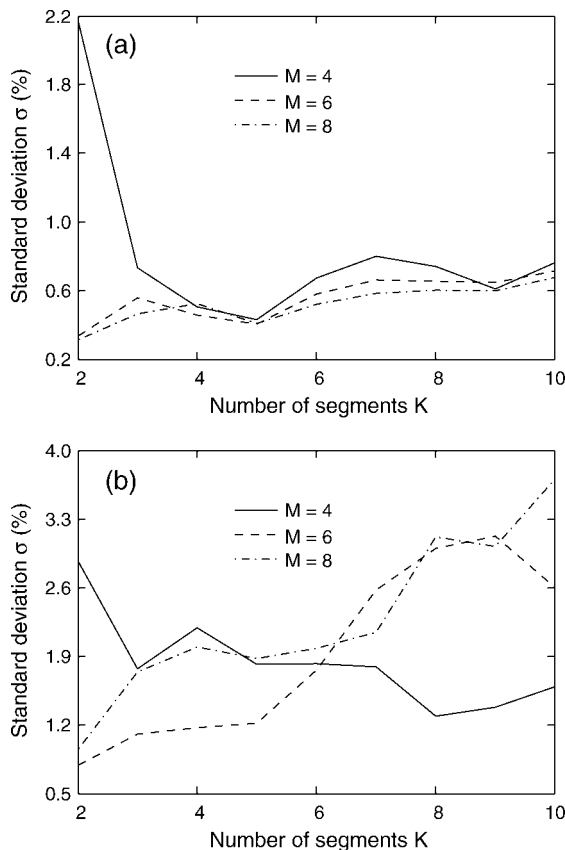 2.2
(a)
M = 4
M = 6
M = 8
1.8
1.4
1.0
0.6
0.2
Standard deviation σ (%)
2 4 6 8 10
Number of segments K
4.0
(b)
M = 4
M = 6
M = 8
3.3
2.6
1.9
1.2
0.5
Standard deviation σ (%)
2 4 6 8 10
Number of segments K